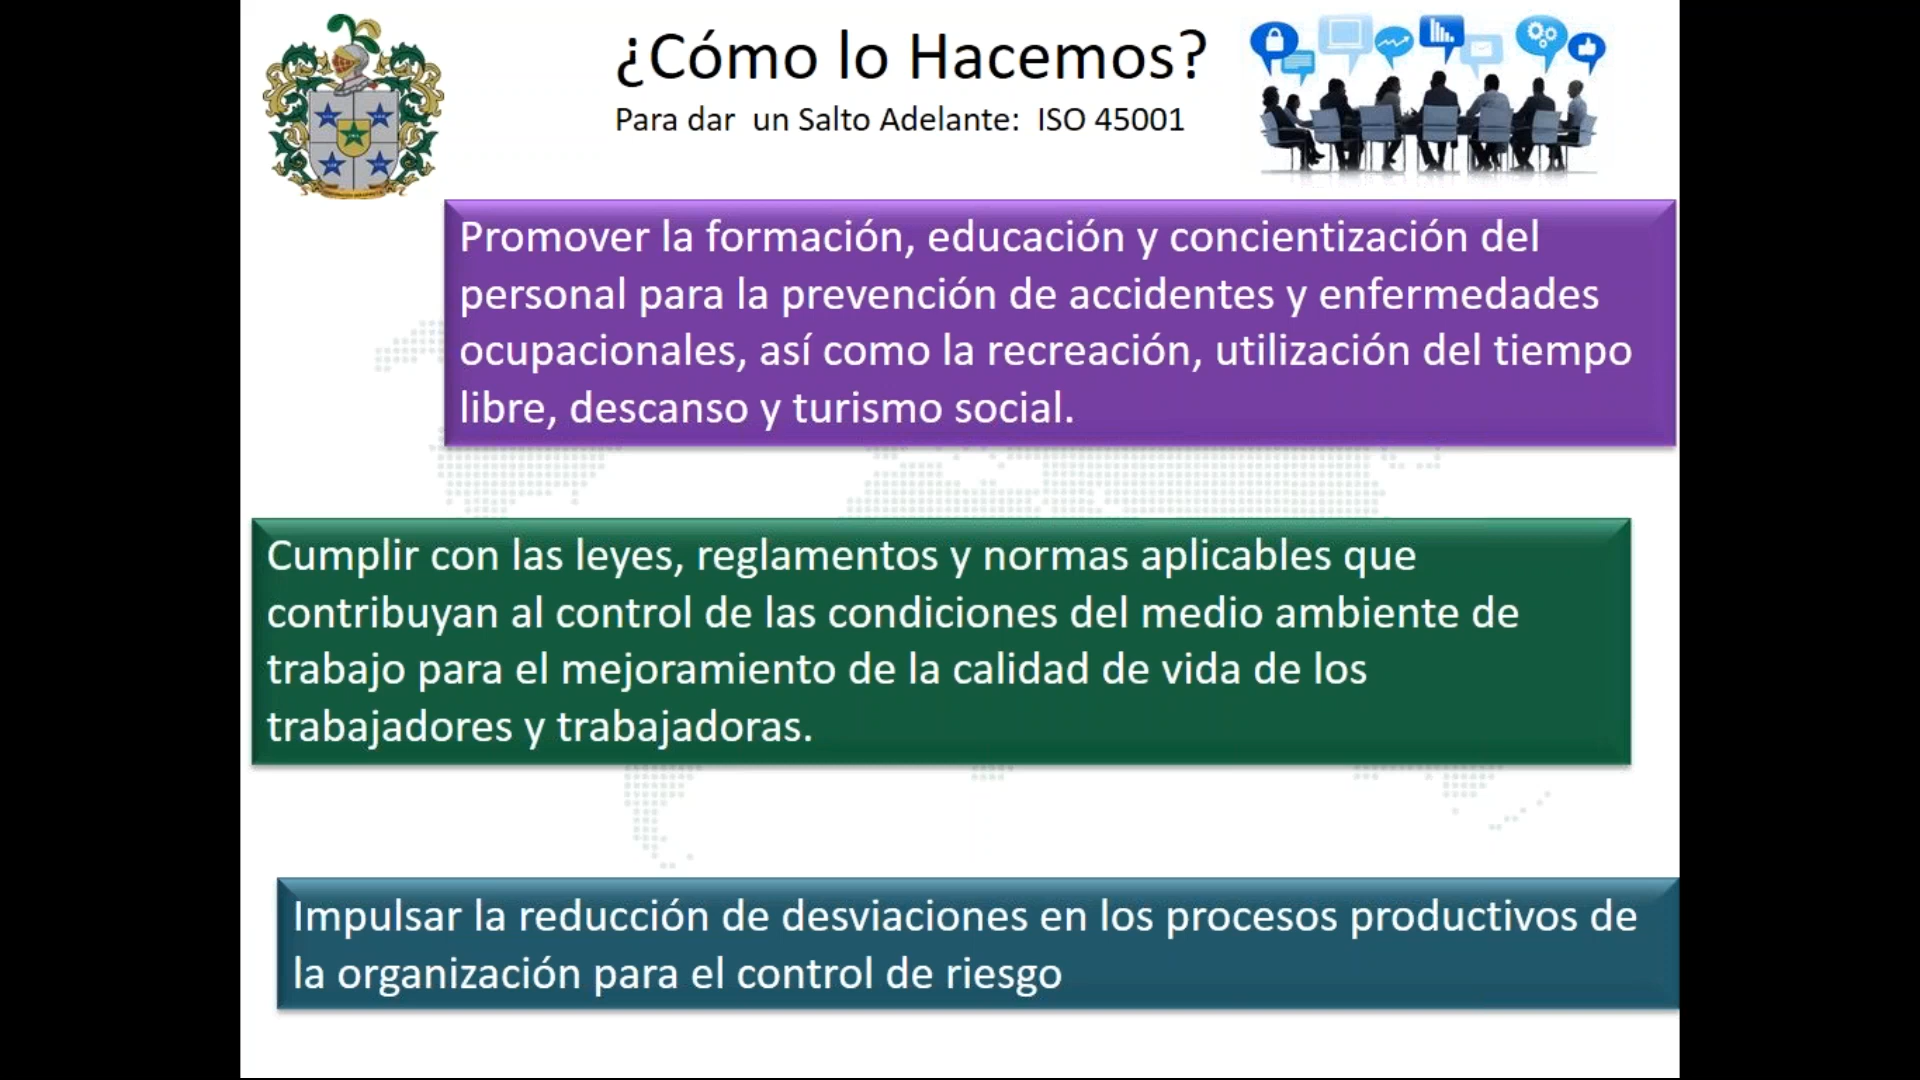 ¿Cómo lo Hacemos?
Para dar un Salto Adelante: ISO 45001
Promover la formación, educación y concientización del
personal para la prevención de accidentes y enfermedades
ocupacionales, así como la recreación, utilización del tiempo
libre, descanso y turismo social.
Cumplir con las leyes, reglamentos y normas aplicables que
contribuyan al control de las condiciones del medio ambiente de
trabajo para el mejoramiento de la calidad de vida de los
trabajadores y trabajadoras.
Impulsar la reducción de desviaciones en los procesos productivos de
la organización para el control de riesgo